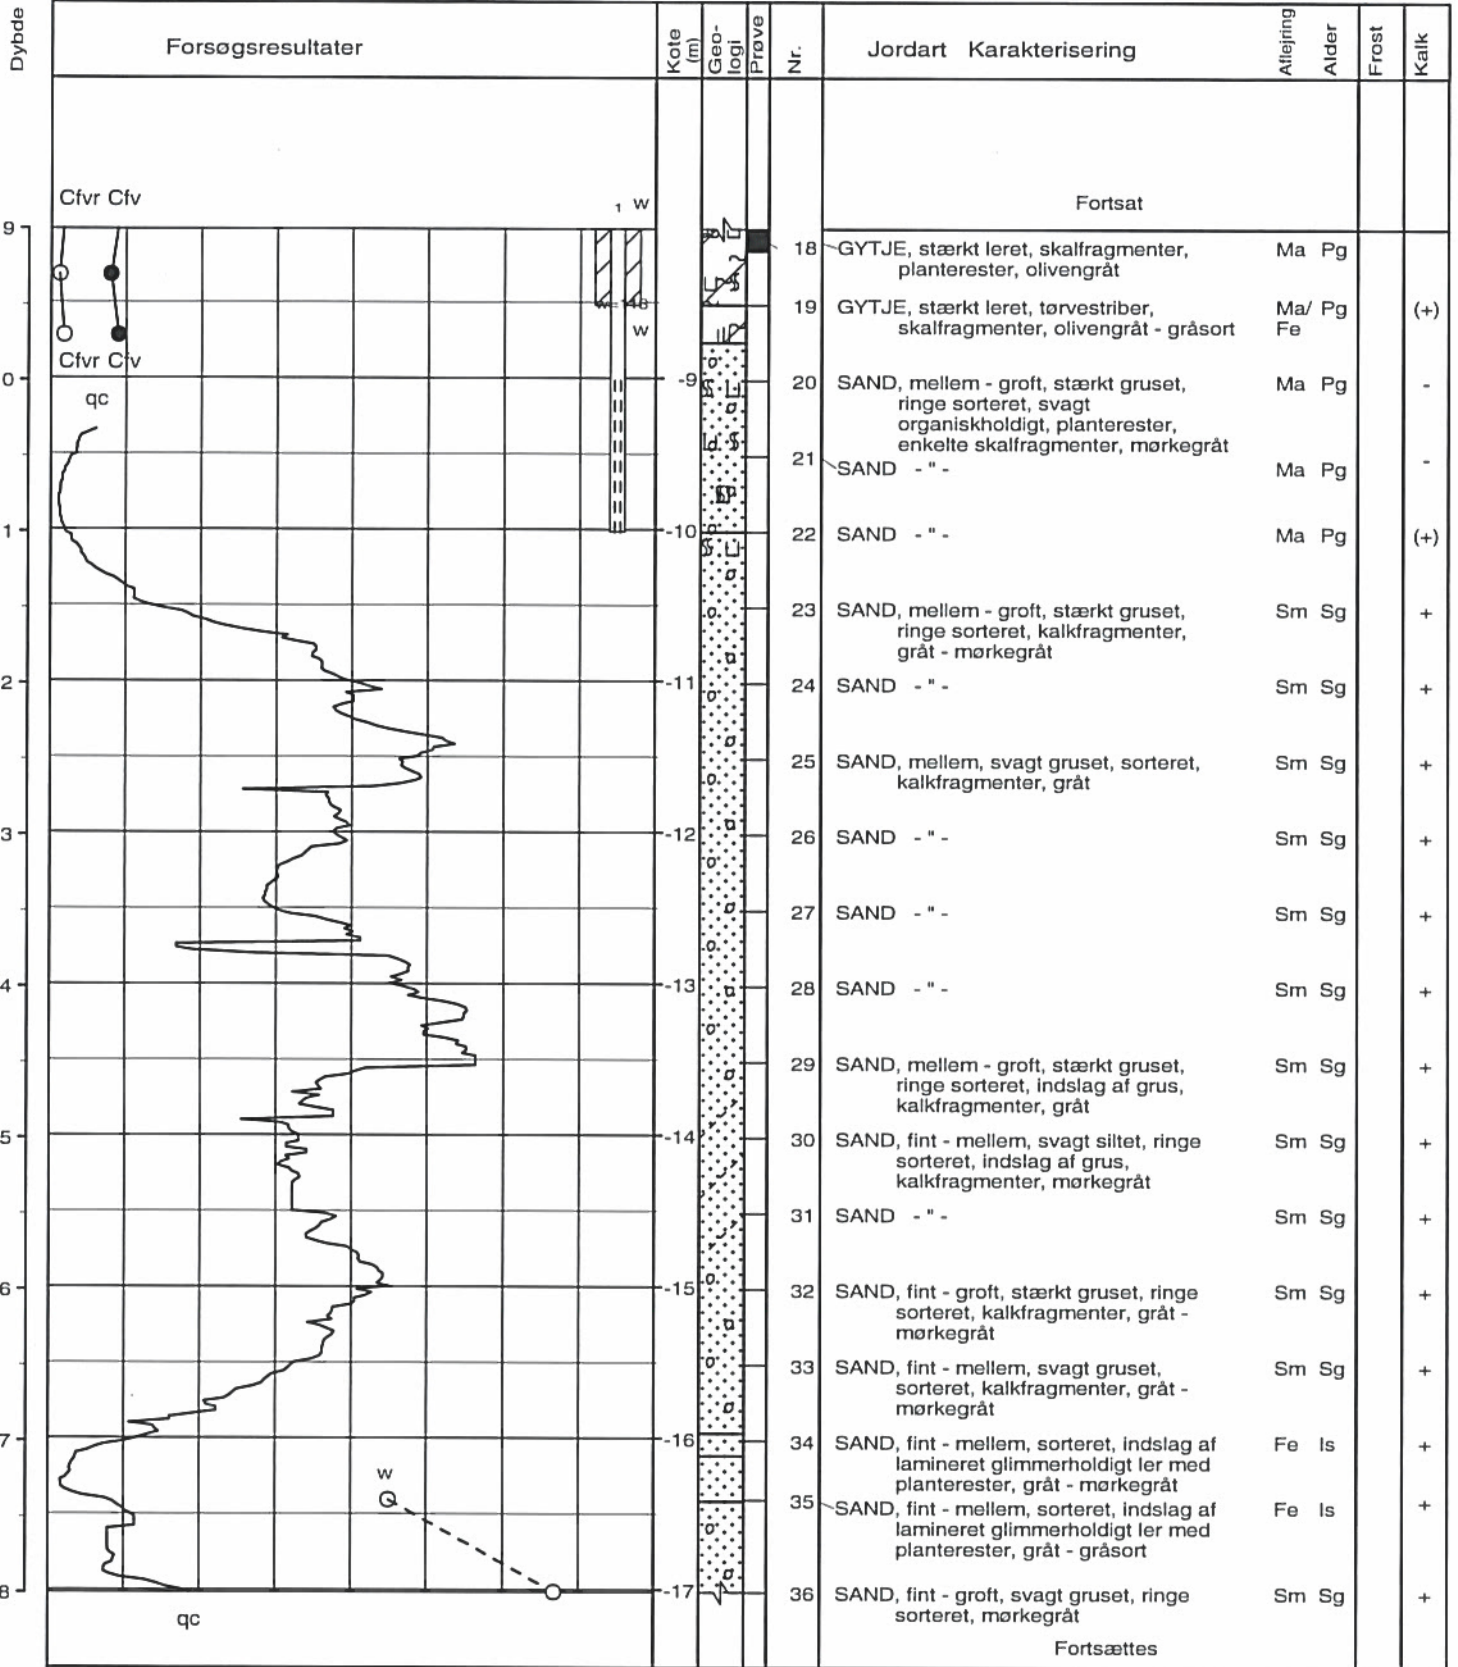 Dybde
Forsøgsresultater
Kote (m)
Geo-logi
Prøve
Nr.
Jordart Karakterisering
Aflejring
Alder
Frost
Kalk
Cfvr Cfv
1 w
Fortsat
9
18 GYTJE, stærkt leret, skalfragmenter, Ma Pg
planterester, olivengråt
19 GYTJE, stærkt leret, tørvestriber, Ma/ Pg (+)
skalfragmenter, olivengråt - gråsort Fe
w
Cfvr Cfv
0 -9 20 SAND, mellem - groft, stærkt gruset, Ma Pg -
qc
ringe sorteret, svagt
organiskholdigt, planterester,
enkelte skalfragmenter, mørkegråt
21 SAND - " - Ma Pg -
1 -10 22 SAND - " - Ma Pg (+)
23 SAND, mellem - groft, stærkt gruset, Sm Sg +
ringe sorteret, kalkfragmenter,
gråt - mørkegråt
2 -11 24 SAND - " - Sm Sg +
25 SAND, mellem, svagt gruset, sorteret, Sm Sg +
kalkfragmenter, gråt
3 -12 26 SAND - " - Sm Sg +
27 SAND - " - Sm Sg +
4 -13 28 SAND - " - Sm Sg +
29 SAND, mellem - groft, stærkt gruset, Sm Sg +
ringe sorteret, indslag af grus,
kalkfragmenter, gråt
5 -14 30 SAND, fint - mellem, svagt siltet, ringe Sm Sg +
sorteret, indslag af grus,
kalkfragmenter, mørkegråt
31 SAND - " - Sm Sg +
6 -15 32 SAND, fint - groft, stærkt gruset, ringe Sm Sg +
sorteret, kalkfragmenter, gråt -
mørkegråt
33 SAND, fint - mellem, svagt gruset, Sm Sg +
sorteret, kalkfragmenter, gråt -
mørkegråt
7 -16 34 SAND, fint - mellem, sorteret, indslag af Fe Is +
lamineret glimmerholdigt ler med
planterester, gråt - mørkegråt
w
35 SAND, fint - mellem, sorteret, indslag af Fe Is +
lamineret glimmerholdigt ler med
planterester, gråt - gråsort
8 -17 36 SAND, fint - groft, svagt gruset, ringe Sm Sg +
sorteret, mørkegråt
qc
Fortsættes